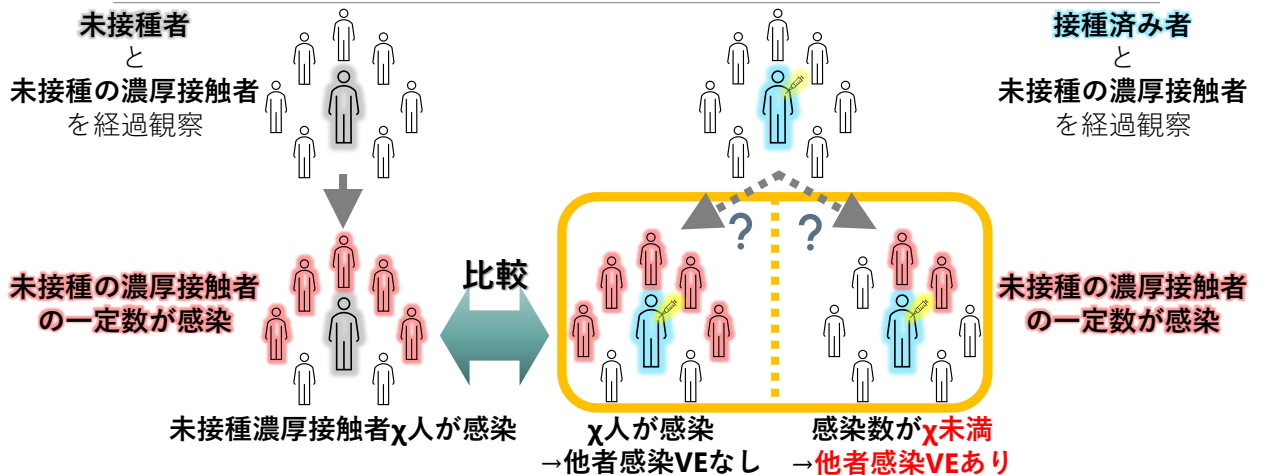 未接種者
と
未接種の濃厚接触者
を経過観察
接種済み者
と
未接種の濃厚接触者
を経過観察
?
?
未接種の濃厚接触者
の一定数が感染
比較
未接種の濃厚接触者
の一定数が感染
未接種濃厚接触者χ人が感染
χ人が感染
→他者感染VEなし
感染数がχ未満
→他者感染VEあり